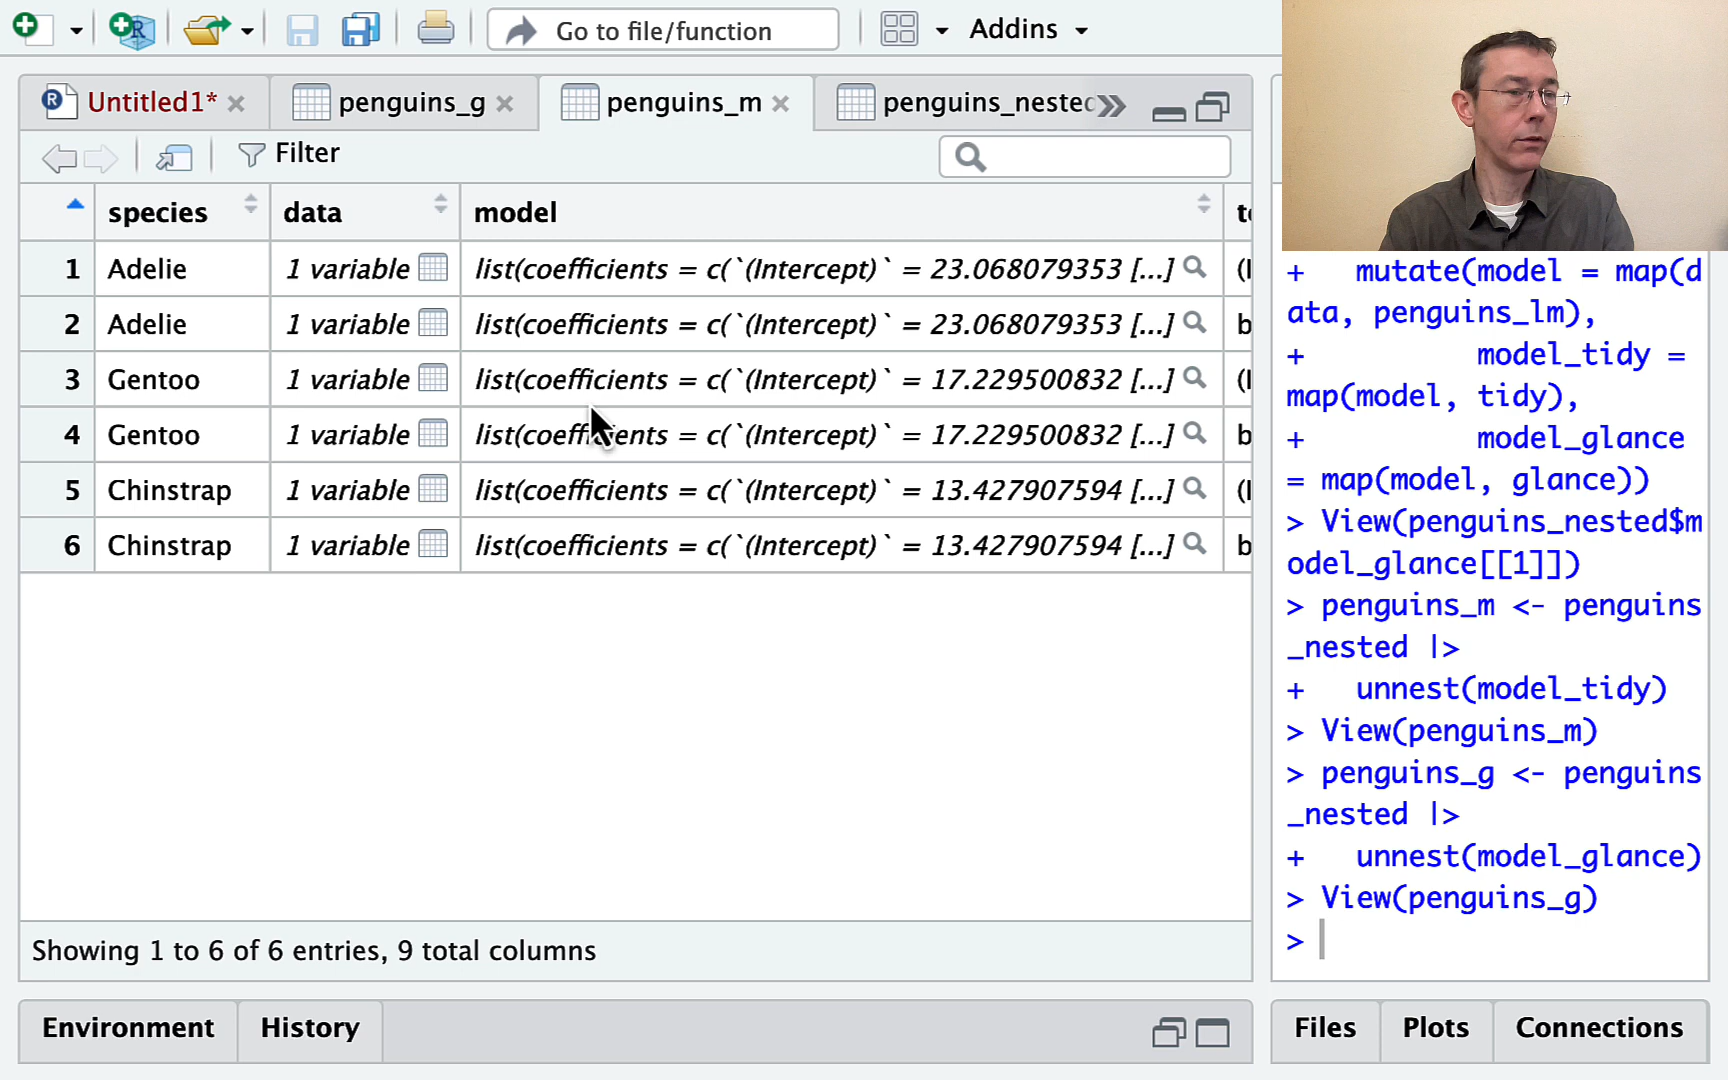 Go to file/function
Addins
Untitled1*
penguins_g
penguins_m
penguins_nested
Filter
species data model
1 Adelie 1 variable list(coefficients = c(`(Intercept)` = 23.068079353 [...] (I
2 Adelie 1 variable list(coefficients = c(`(Intercept)` = 23.068079353 [...] b
3 Gentoo 1 variable list(coefficients = c(`(Intercept)` = 17.229500832 [...] (I
4 Gentoo 1 variable list(coefficients = c(`(Intercept)` = 17.229500832 [...] b
5 Chinstrap 1 variable list(coefficients = c(`(Intercept)` = 13.427907594 [...] (I
6 Chinstrap 1 variable list(coefficients = c(`(Intercept)` = 13.427907594 [...] b
Showing 1 to 6 of 6 entries, 9 total columns
Environment
History
+ mutate(model = map(d
ata, penguins_lm),
+ model_tidy =
map(model, tidy),
+ model_glance
= map(model, glance))
> View(penguins_nested$m
odel_glance[[1]])
> penguins_m <- penguins
_nested |>
+ unnest(model_tidy)
> View(penguins_m)
> penguins_g <- penguins
_nested |>
+ unnest(model_glance)
> View(penguins_g)
>
Files
Plots
Connections